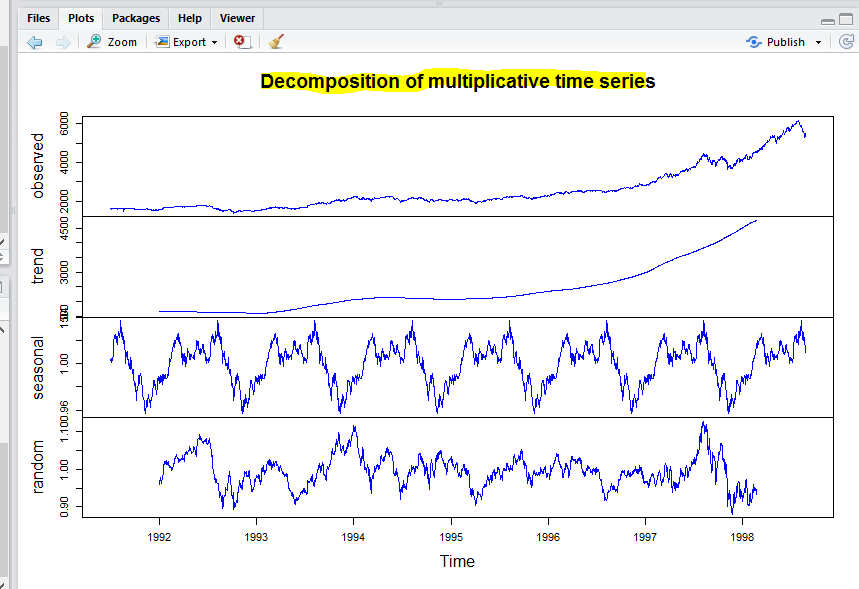 Files Plots Packages Help Viewer
Zoom Export Publish
Decomposition of multiplicative time series
observed
2000 4000 6000
trend
3000 4500
seasonal
0.96 1.00
random
0.90 1.00 1.10
1992 1993 1994 1995 1996 1997 1998
Time